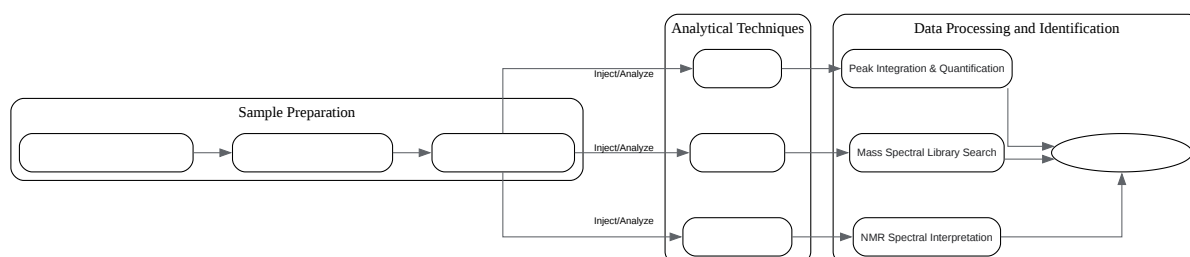 Analytical Techniques
Data Processing and Identification
Inject/Analyze
Peak Integration & Quantification
Sample Preparation
Inject/Analyze
Mass Spectral Library Search
Inject/Analyze
NMR Spectral Interpretation